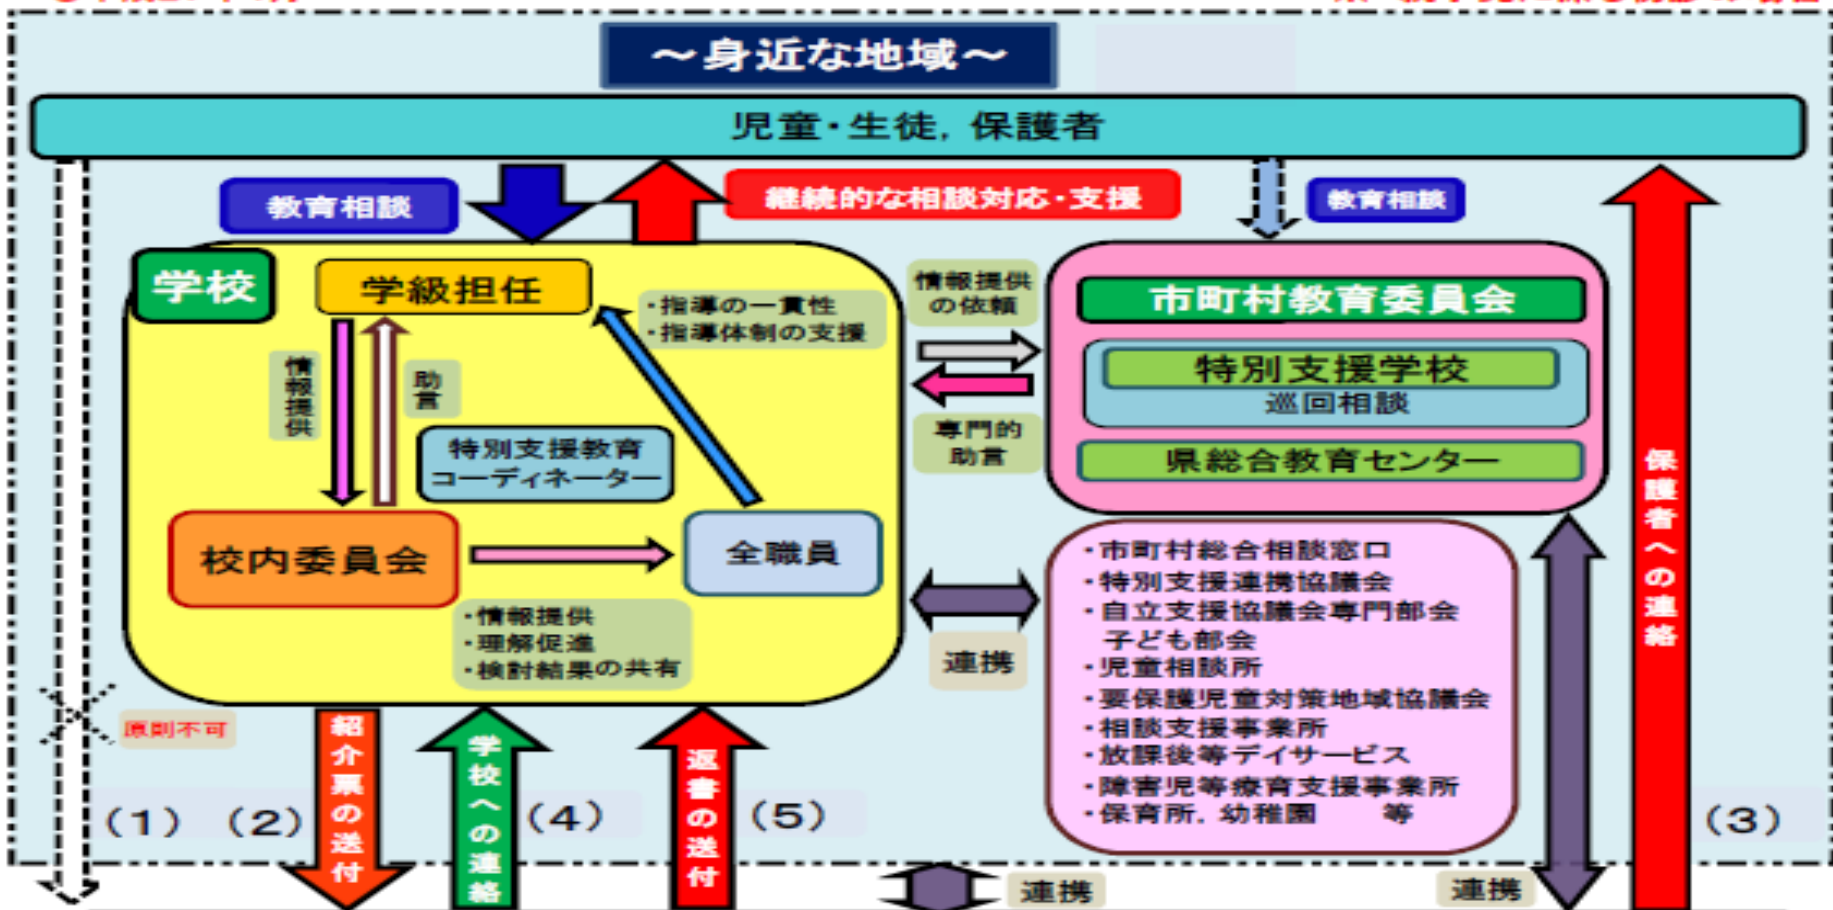 ～身近な地域～
児童・生徒，保護者
教育相談
継続的な相談対応・支援
教育相談
学校
学級担任
・指導の一貫性
・指導体制の支援
情報提供
の依頼
市町村教育委員会
特別支援学校
巡回相談
情報提供
助言
特別支援教育
コーディネーター
専門的
助言
県総合教育センター
保護者への連絡
校内委員会
全職員
・情報提供
・理解促進
・検討結果の共有
連携
・市町村総合相談窓口
・特別支援連携協議会
・自立支援協議会専門部会
子ども部会
・児童相談所
・要保護児童対策地域協議会
・相談支援事業所
・放課後等デイサービス
・障害児等療育支援事業所
・保育所，幼稚園　　等
原則不可
紹介票の送付
学校への連絡
返書の送付
（1）
（2）
（4）
（5）
（3）
連携
連携